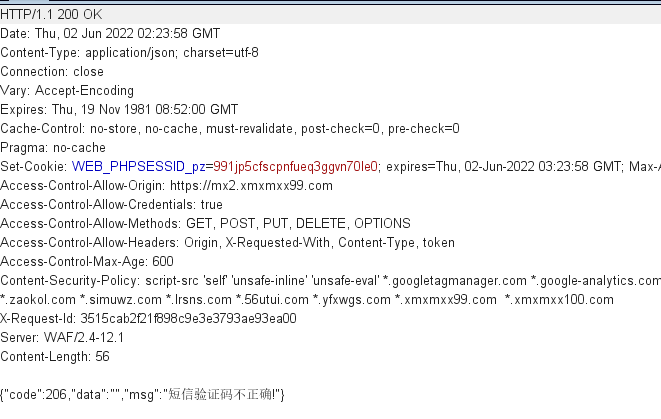 HTTP/1.1 200 OK
Date: Thu, 02 Jun 2022 02:23:58 GMT
Content-Type: application/json; charset=utf-8
Connection: close
Vary: Accept-Encoding
Expires: Thu, 19 Nov 1981 08:52:00 GMT
Cache-Control: no-store, no-cache, must-revalidate, post-check=0, pre-check=0
Pragma: no-cache
Set-Cookie: WEB_PHPSESSID_pz=991jp5cfscpnfueq3ggvn70le0; expires=Thu, 02-Jun-2022 03:23:58 GMT; Max-A
Access-Control-Allow-Origin: https://mx2.xmxmxx99.com
Access-Control-Allow-Credentials: true
Access-Control-Allow-Methods: GET, POST, PUT, DELETE, OPTIONS
Access-Control-Allow-Headers: Origin, X-Requested-With, Content-Type, token
Access-Control-Max-Age: 600
Content-Security-Policy: script-src 'self' 'unsafe-inline' 'unsafe-eval' *.googletagmanager.com *.google-analytics.com
*.zaokol.com *.simuwz.com *.lrsns.com *.56utui.com *.yfxwgs.com *.xmxmxx99.com *.xmxmxx100.com
X-Request-Id: 3515cab2f21f898c9e3e3793ae93ea00
Server: WAF/2.4-12.1
Content-Length: 56
{"code":206,"data":"","msg":"短信验证码不正确!"}